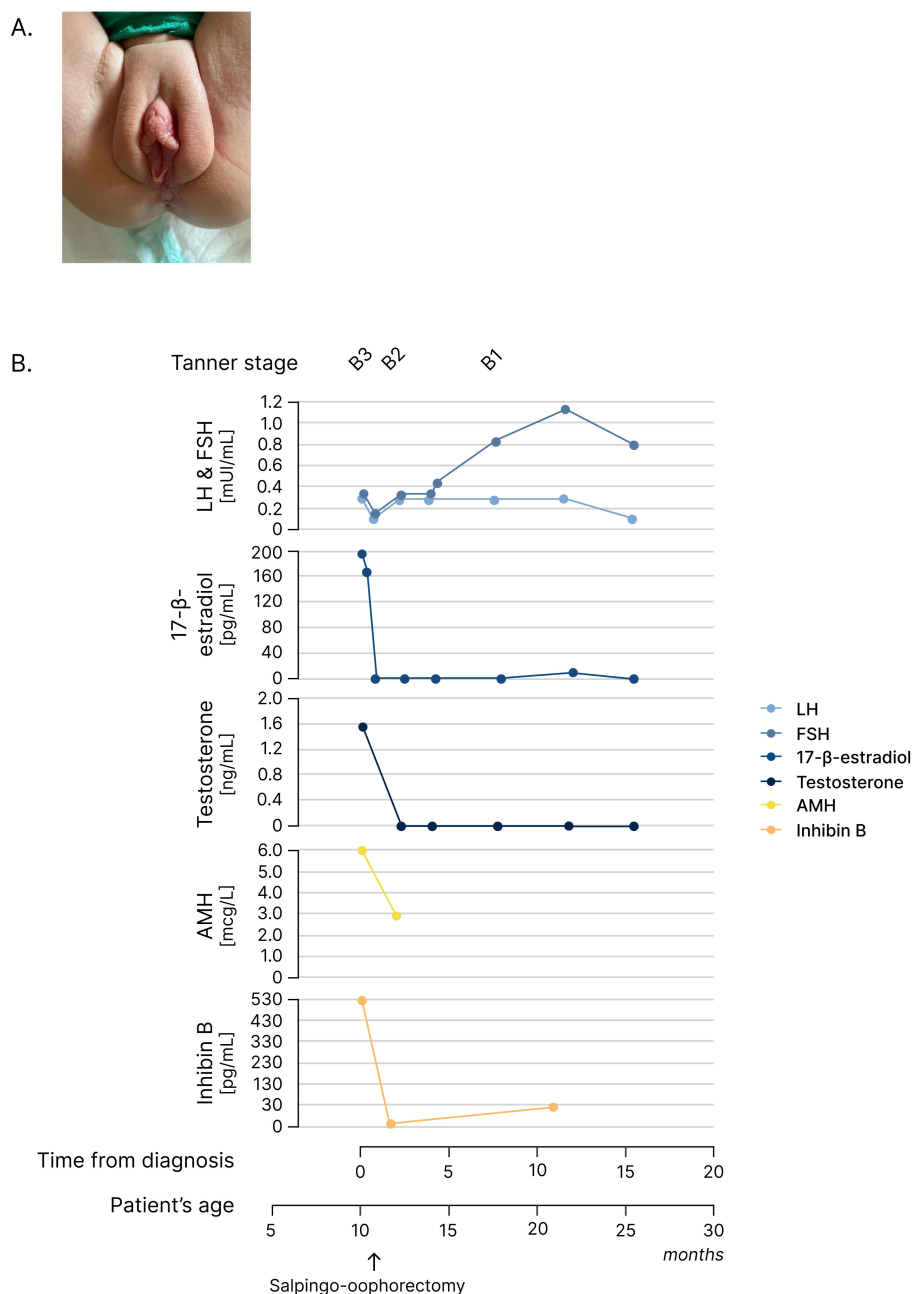 A.
B.
Tanner stage
B3
B2
B1
LH & FSH
[mUI/mL]
1.2
1.0
0.8
0.6
0.4
0.2
0
17-β-
estradiol
[pg/mL]
200
160
120
80
40
0
Testosterone
[ng/mL]
2.0
1.6
1.2
0.8
0.4
0
LH
FSH
17-β-estradiol
Testosterone
AMH
Inhibin B
AMH
[mcg/L]
6.0
5.0
4.0
3.0
2.0
1.0
0
Inhibin B
[pg/mL]
530
430
330
230
130
30
0
Time from diagnosis
0 5 10 15 20
Patient's age
5 10 15 20 25 30
months
Salpingo-oophorectomy